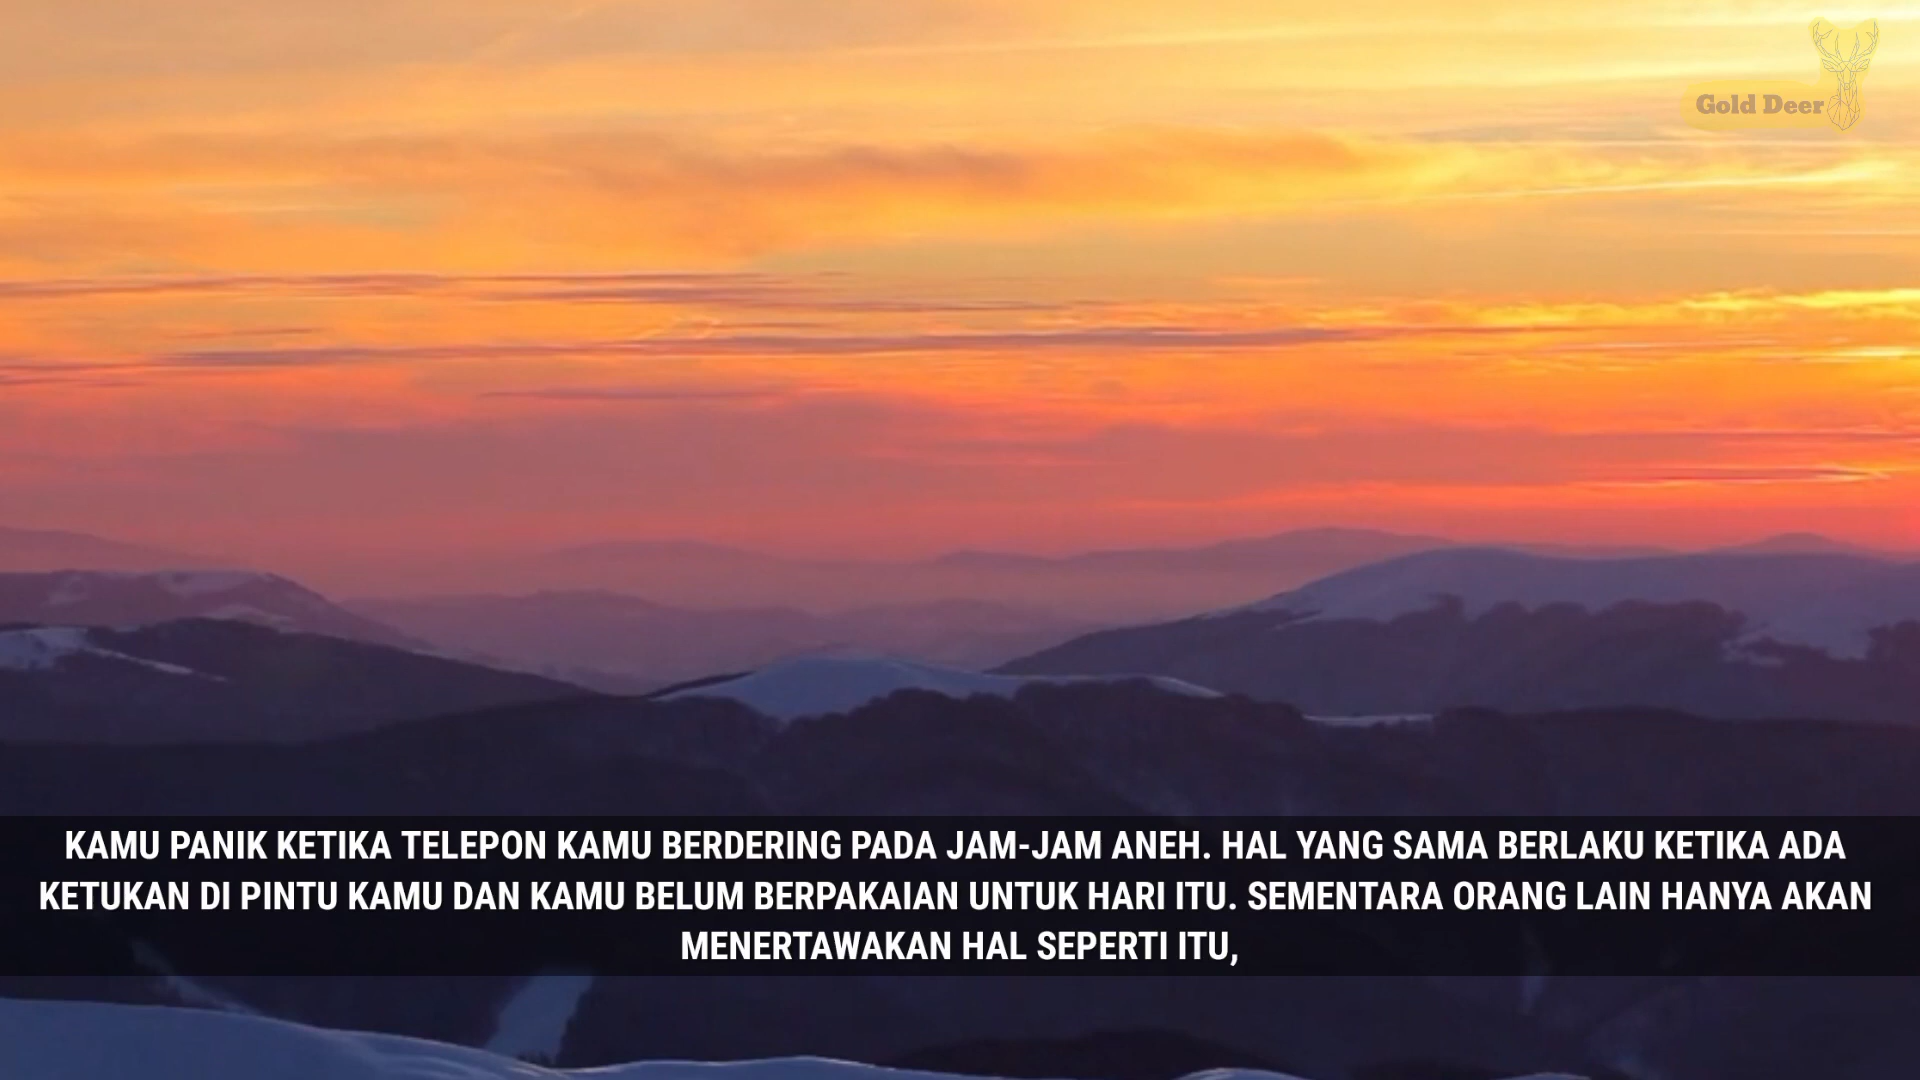 Gold Deer
KAMU PANIK KETIKA TELEPON KAMU BERDERING PADA JAM-JAM ANEH. HAL YANG SAMA BERLAKU KETIKA ADA
KETUKAN DI PINTU KAMU DAN KAMU BELUM BERPAKAIAN UNTUK HARI ITU. SEMENTARA ORANG LAIN HANYA AKAN
MENERTAWAKAN HAL SEPERTI ITU,